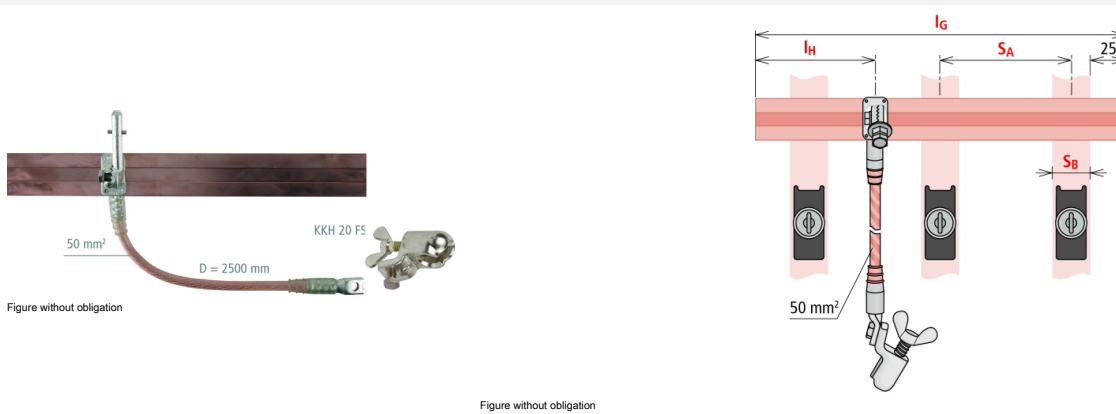 50 mm²
D = 2500 mm
KKH 20 FS
Figure without obligation
lG
lH
SA
25
SB
50 mm²
Figure without obligation